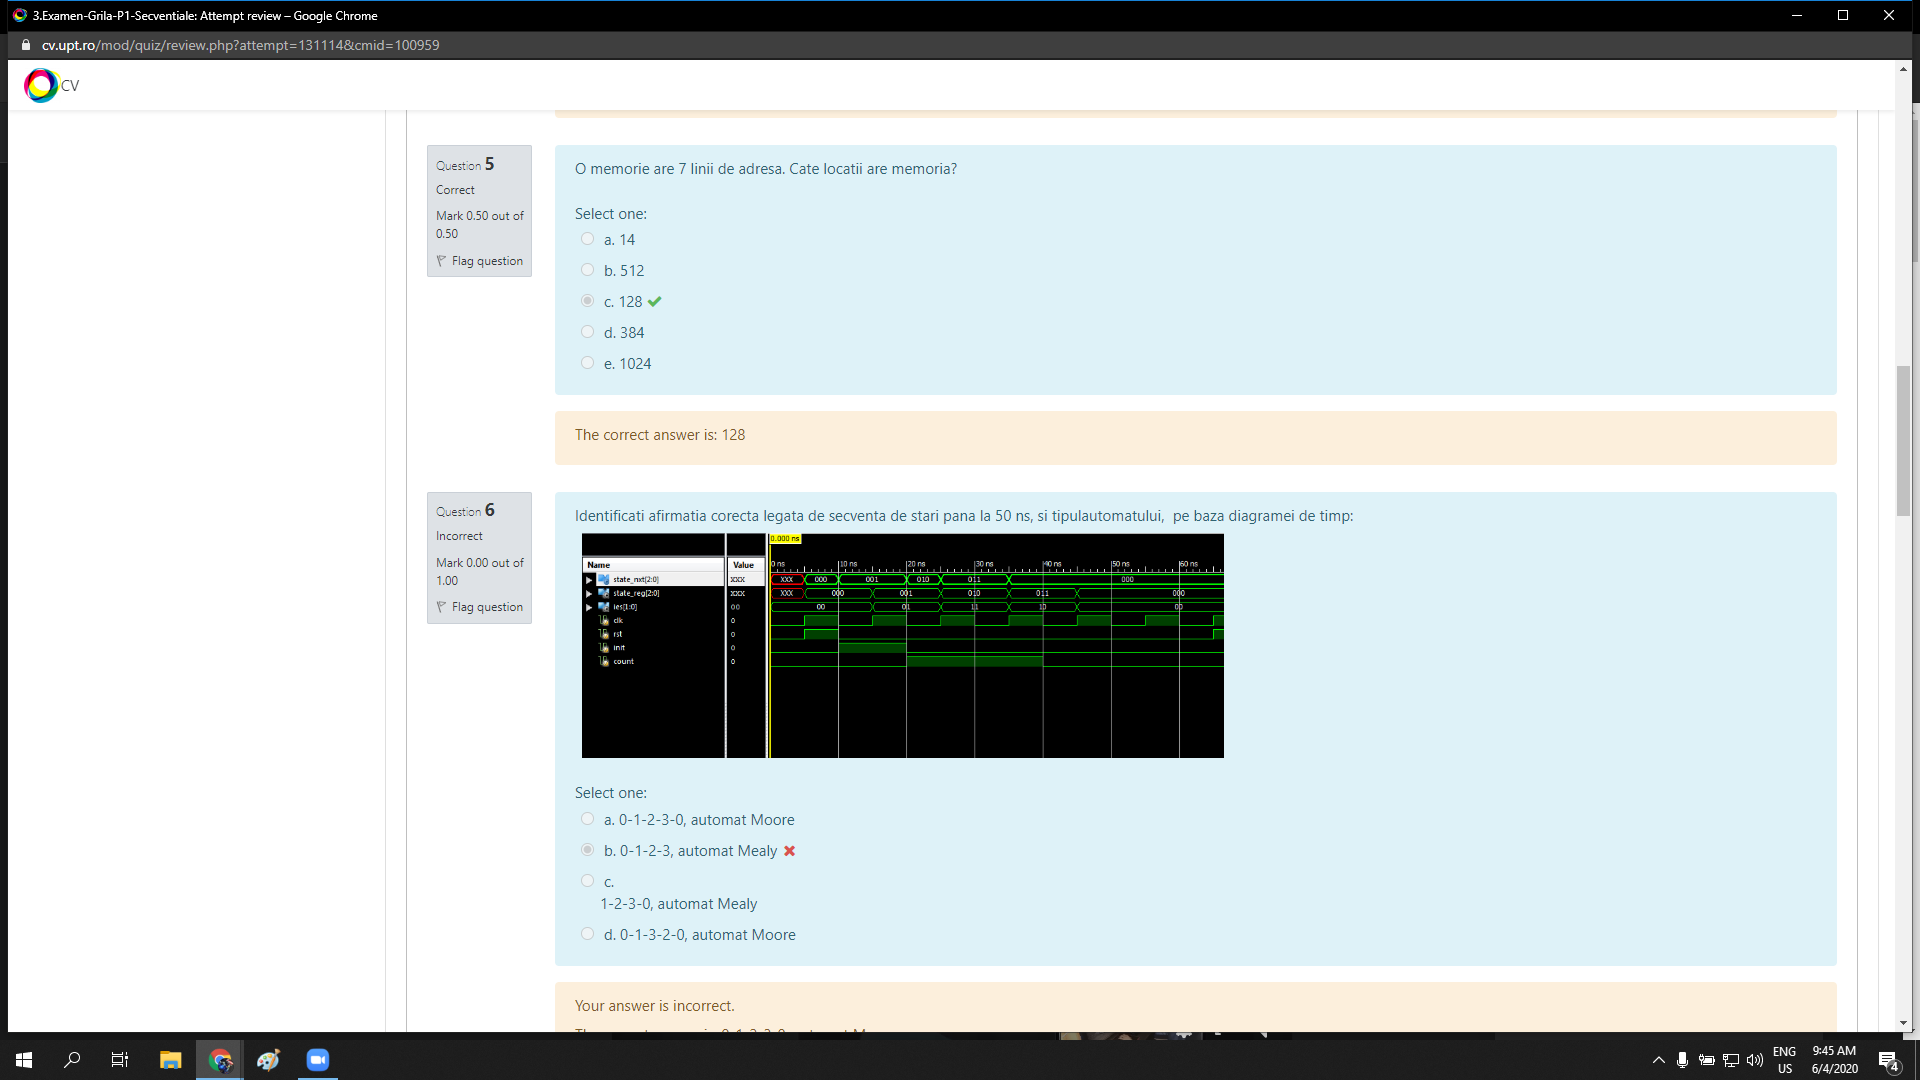 3.Examen-Grila-P1-Secventiale: Attempt review – Google Chrome
cv.upt.ro/mod/quiz/review.php?attempt=131114&cmid=100959
CV
Question 5
Correct
Mark 0.50 out of
0.50
Flag question
O memorie are 7 linii de adresa. Cate locatii are memoria?
Select one:
a. 14
b. 512
c. 128
d. 384
e. 1024
The correct answer is: 128
Question 6
Incorrect
Mark 0.00 out of
1.00
Flag question
Identificati afirmatia corecta legata de secventa de stari pana la 50 ns, si tipulautomatului, pe baza diagramei de timp:
0.000 ns
Name Value 0 ns 10 ns 20 ns 30 ns 40 ns 50 ns 60 ns
state_nxt[2:0] XXX XXX 000 001 010 011 000
state_reg[2:0] XXX XXX 000 001 010 011 000
ies[1:0] 00 00 01 11 10 00
clk 0
rst 0
init 0
count 0
Select one:
a. 0-1-2-3-0, automat Moore
b. 0-1-2-3, automat Mealy
c.
1-2-3-0, automat Mealy
d. 0-1-3-2-0, automat Moore
Your answer is incorrect.
ENG
US
9:45 AM
6/4/2020
4